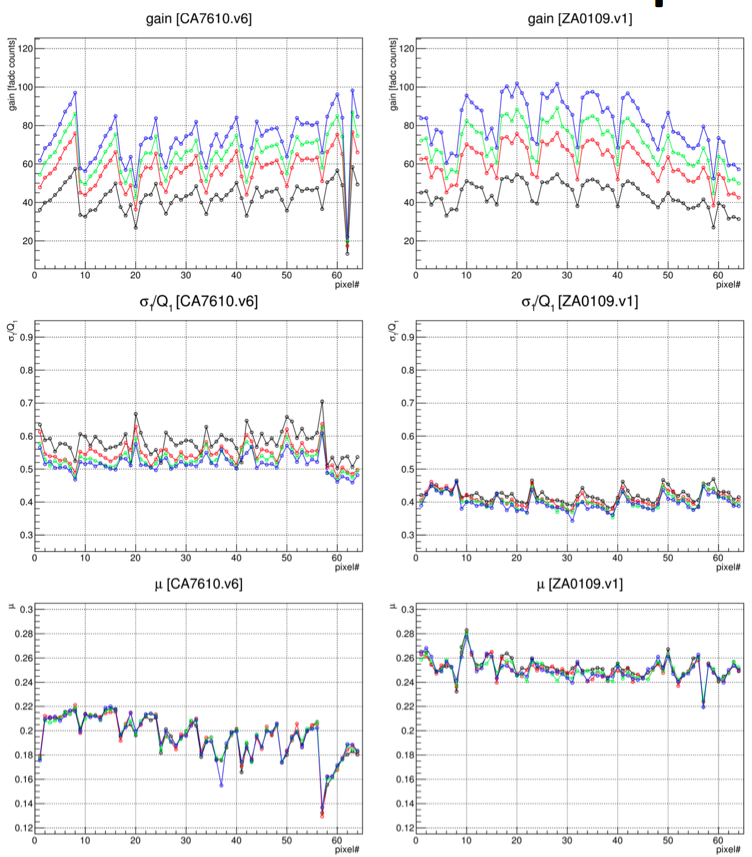 gain [CA7610.v6]
gain [fadc counts]
120
100
80
60
40
20
0 10 20 30 40 50 60
pixel#
gain [ZA0109.v1]
gain [fadc counts]
120
100
80
60
40
20
0 10 20 30 40 50 60
pixel#
σ₁/Q₁ [CA7610.v6]
σ₁/Q₁
0.9
0.8
0.7
0.6
0.5
0.4
0.3
0 10 20 30 40 50 60
pixel#
σ₁/Q₁ [ZA0109.v1]
σ₁/Q₁
0.9
0.8
0.7
0.6
0.5
0.4
0.3
0 10 20 30 40 50 60
pixel#
μ [CA7610.v6]
μ
0.3
0.28
0.26
0.24
0.22
0.2
0.18
0.16
0.14
0.12
0 10 20 30 40 50 60
pixel#
μ [ZA0109.v1]
μ
0.3
0.28
0.26
0.24
0.22
0.2
0.18
0.16
0.14
0.12
0 10 20 30 40 50 60
pixel#